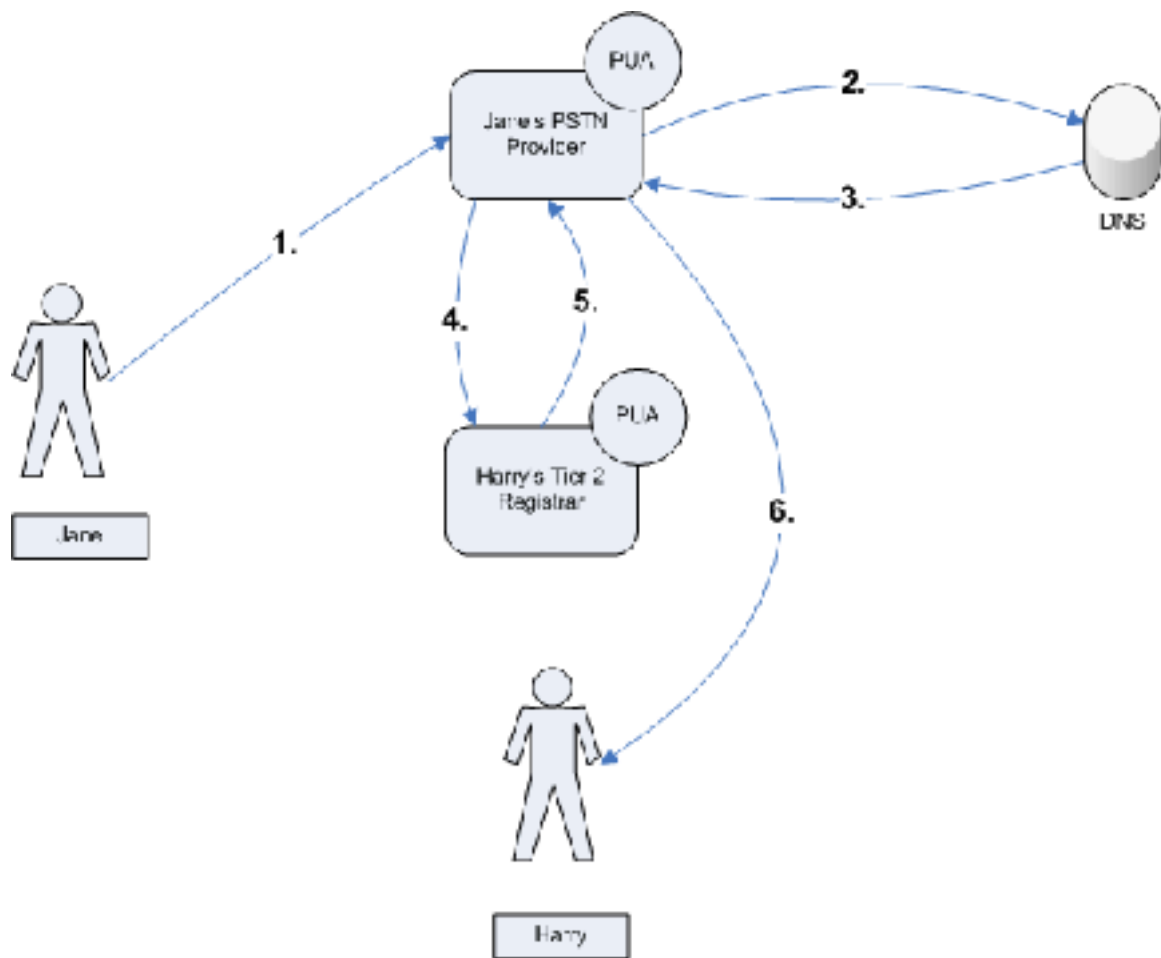 PUA
Jane's PSTN
Provider
2.
3.
DNS
1.
4.
5.
PUA
Harry's Tier 2
Registrar
6.
Jane
Harry